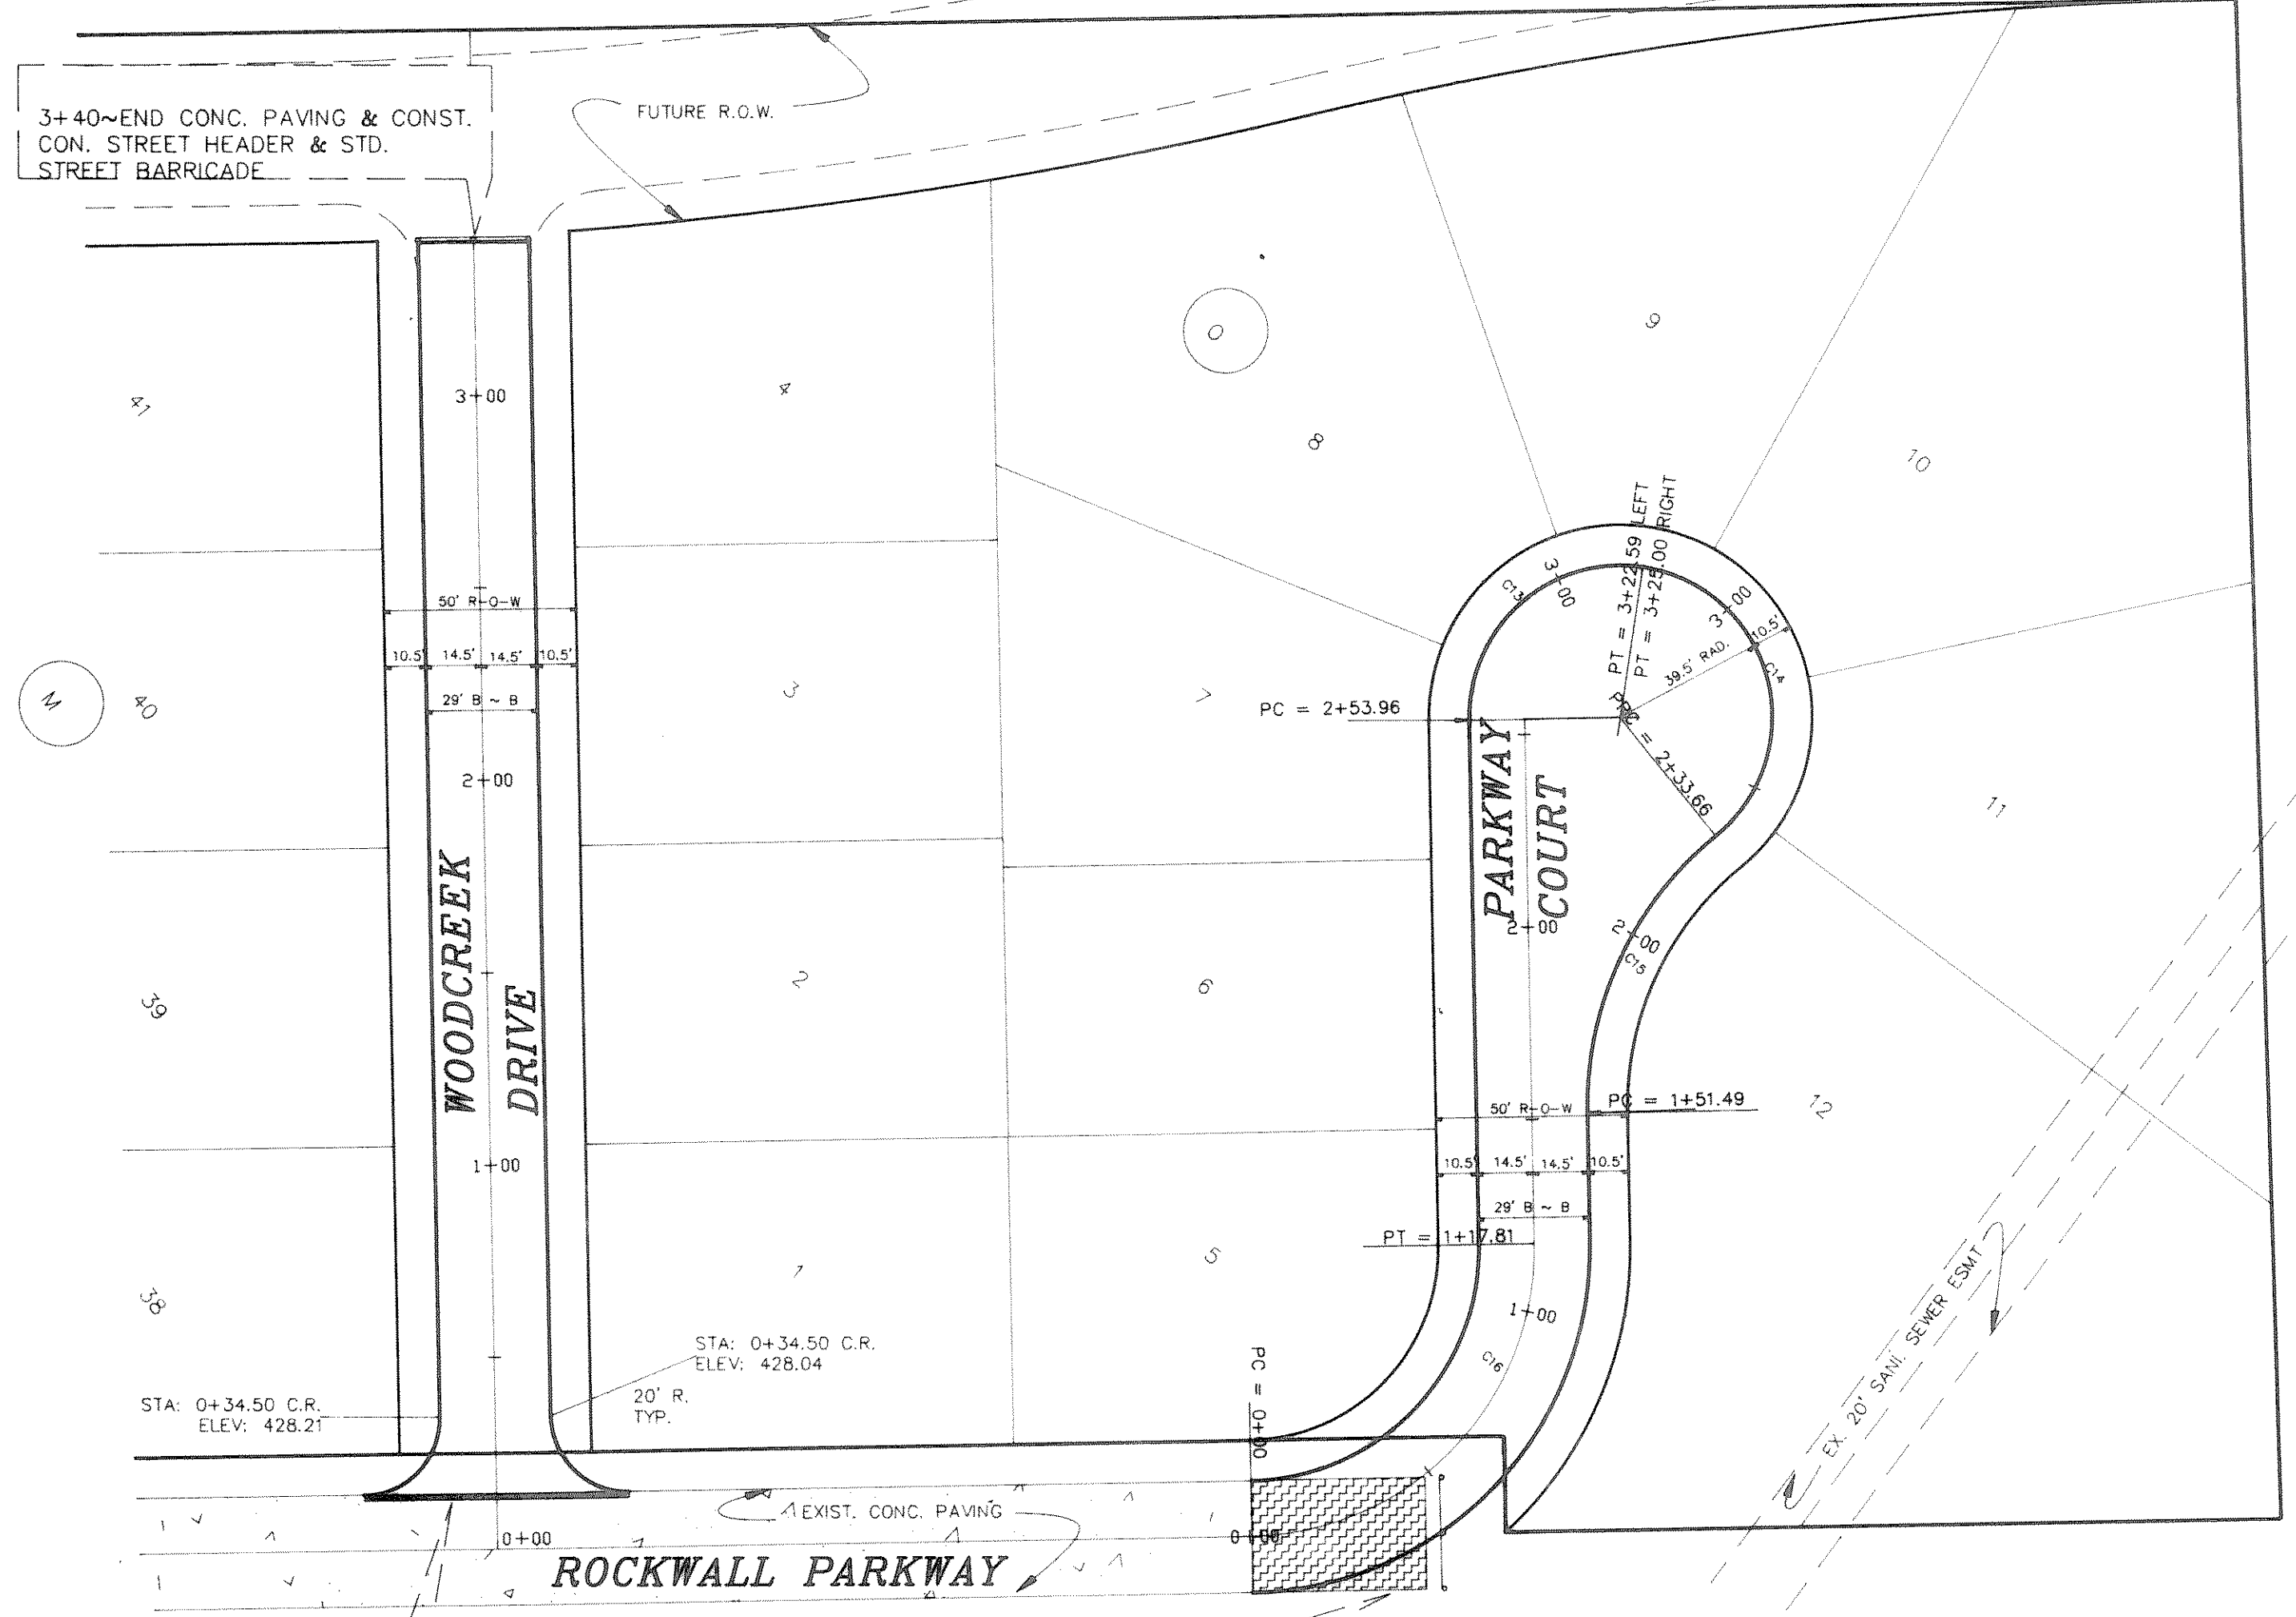 3+40~END CONC. PAVING & CONST.
CON. STREET HEADER & STD.
STREET BARRICADE
FUTURE R.O.W.
41
3+00
4
O
8
9
10
50' R-O-W
10.5' 14.5' 14.5' 10.5'
29' B ~ B
M
40
3
7
PC = 2+53.96
C13
3+00
PT = 3+22.59 LEFT
PT = 3+25.00 RIGHT
3+00
10.5'
39.5' RAD.
C14
PRC = 2+33.66
11
2+00
WOODCREEK
DRIVE
PARKWAY
COURT
2+00
2+00
C15
39
2
6
50' R-O-W
PC = 1+51.49
12
1+00
10.5' 14.5' 14.5' 10.5'
29' B ~ B
PT = 1+17.81
38
1
5
1+00
C16
STA: 0+34.50 C.R.
ELEV: 428.04
20' R.
TYP.
STA: 0+34.50 C.R.
ELEV: 428.21
PC = 0+00
EX. 20' SANI. SEWER ESMT
EXIST. CONC. PAVING
0+00
0+00
ROCKWALL PARKWAY